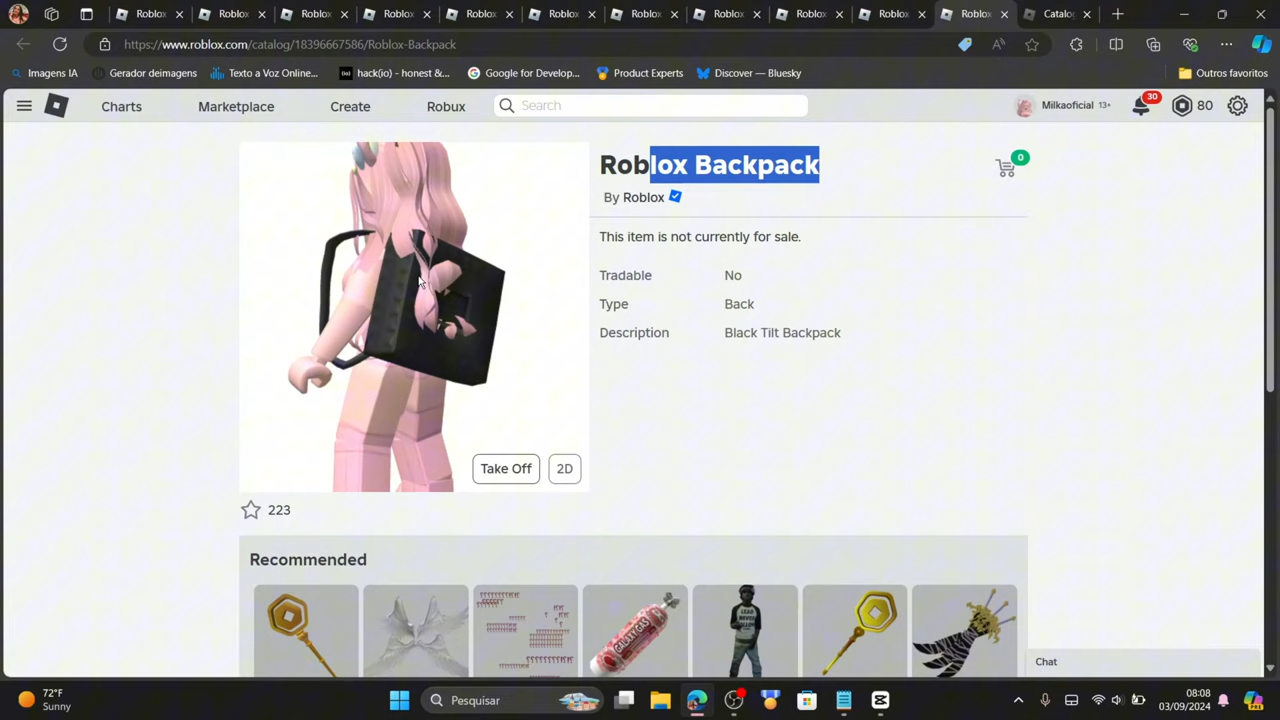 Roblox
Roblox
Roblox
Roblox
Roblox
Roblox
Roblox
Roblox
Roblox
Roblox
Roblox
Catalog
https://www.roblox.com/catalog/18396667586/Roblox-Backpack
Imagens IA
Gerador deimagens
Texto a Voz Online...
hack(io) - honest &...
Google for Develop...
Product Experts
Discover — Bluesky
Outros favoritos
Charts
Marketplace
Create
Robux
Search
Milkaoficial 13+
30
80
Roblox Backpack
0
By Roblox
This item is not currently for sale.
Tradable No
Type Back
Description Black Tilt Backpack
Take Off
2D
223
Recommended
GALAXY GAS
Chat
72°F
Sunny
Pesquisar
08:08
03/09/2024